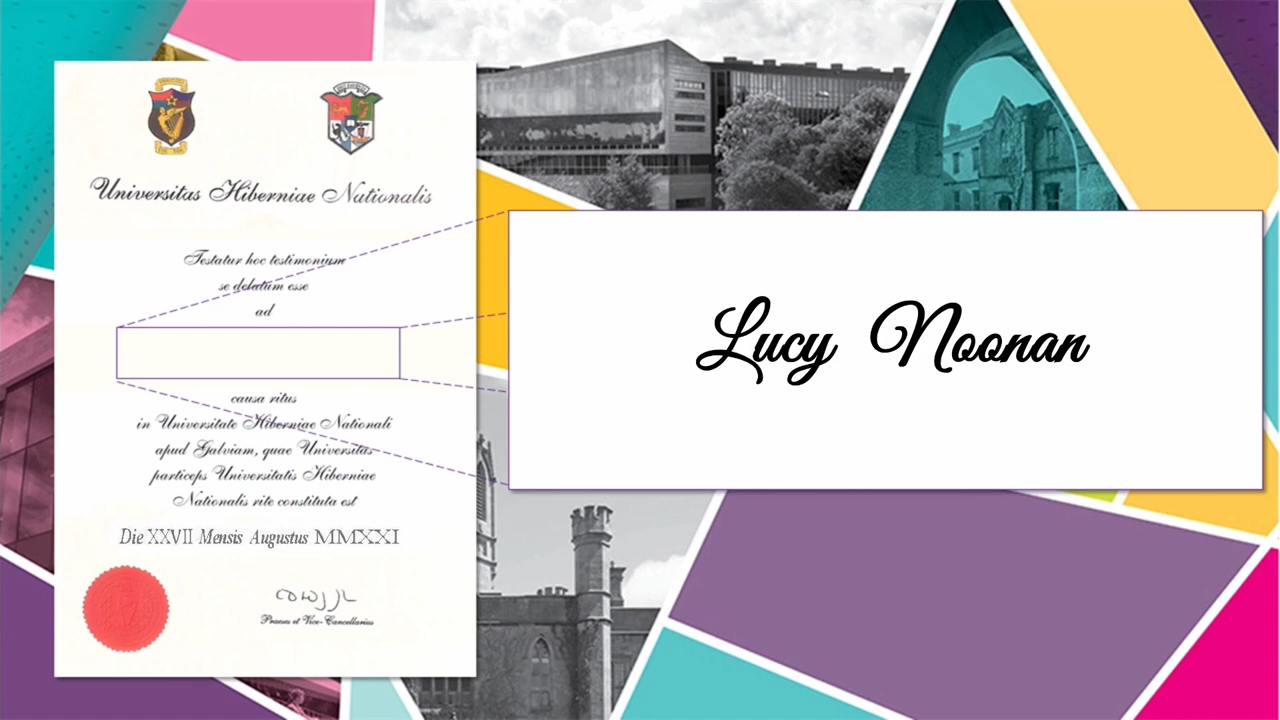 Universitas Hiberniae Nationalis
Testatur hoc testimonium
se delatum esse
ad
Lucy Noonan
causa ritus
in Universitate Hiberniae Nationali
apud Galviam, quae Universitas
particeps Universitatis Hiberniae
Nationalis rite constituta est
Die XXVII Mensis Augustus MMXXI
Praeses et Vice-Cancellarius